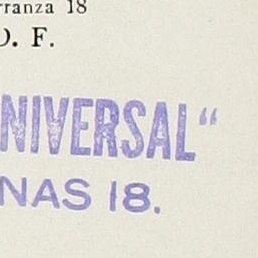 rranza 18
D. F.
NIVERSAL“
NAS 18.